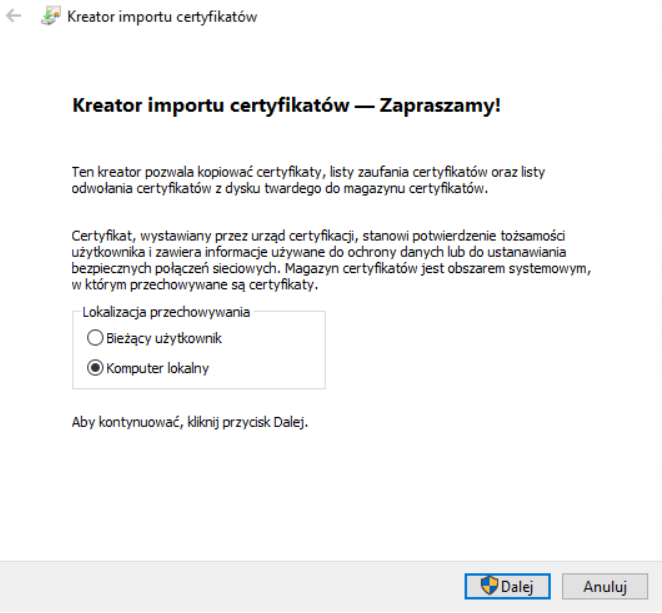 Kreator importu certyfikatów
Kreator importu certyfikatów — Zapraszamy!
Ten kreator pozwala kopiować certyfikaty, listy zaufania certyfikatów oraz listy
odwołania certyfikatów z dysku twardego do magazynu certyfikatów.
Certyfikat, wystawiany przez urząd certyfikacji, stanowi potwierdzenie tożsamości
użytkownika i zawiera informacje używane do ochrony danych lub do ustanawiania
bezpiecznych połączeń sieciowych. Magazyn certyfikatów jest obszarem systemowym,
w którym przechowywane są certyfikaty.
Lokalizacja przechowywania
Bieżący użytkownik
Komputer lokalny
Aby kontynuować, kliknij przycisk Dalej.
Dalej
Anuluj